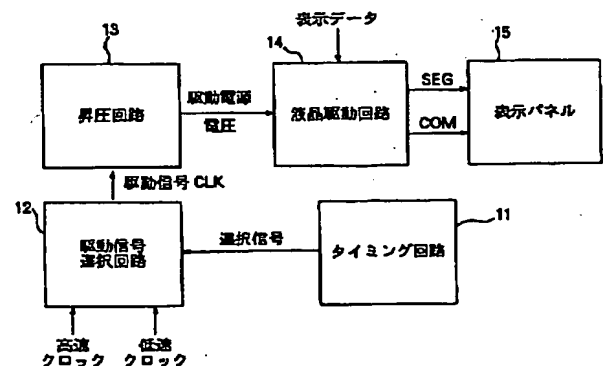 表示データ
13
14
15
昇圧回路
駆動電源
電圧
液晶駆動回路
SEG
COM
表示パネル
駆動信号 CLK
12
駆動信号
選択回路
選択信号
11
タイミング回路
高速
クロック
低速
クロック